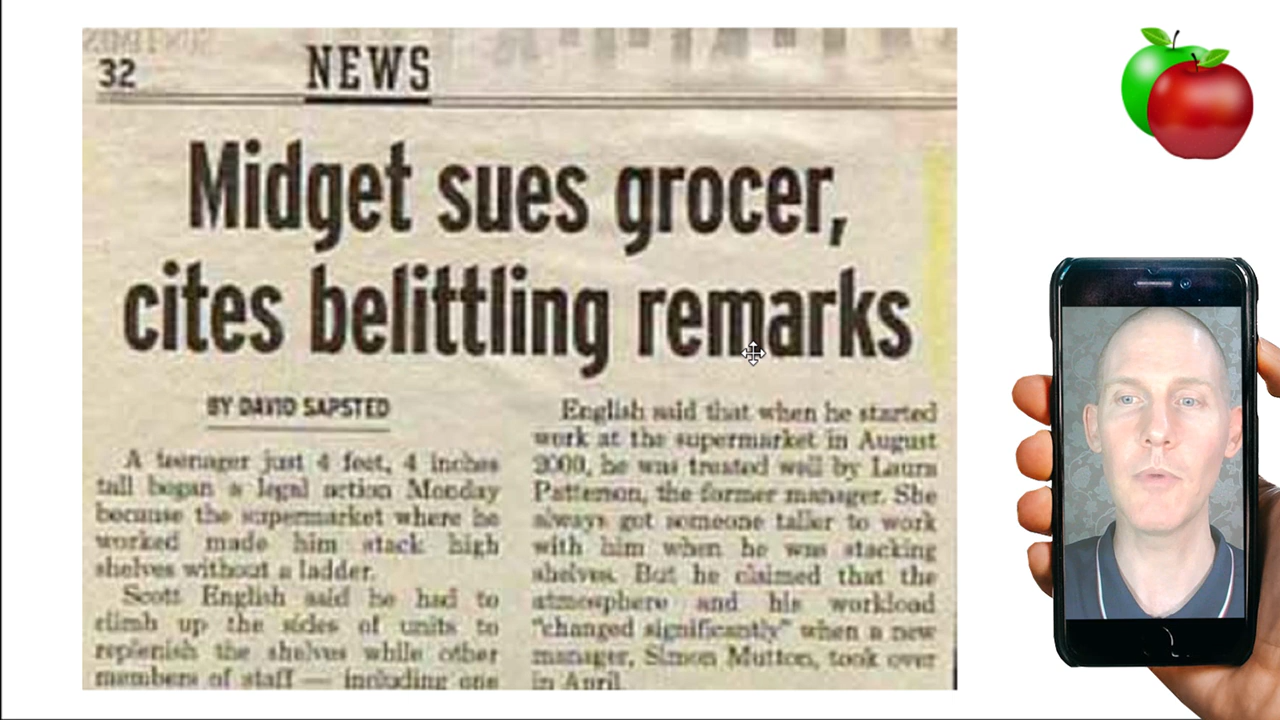 32
NEWS
Midget sues grocer,
cites belittling remarks
BY DAVID SAPSTED
A teenager just 4 feet, 4 inches
tall began a legal action Monday
because the supermarket where he
worked made him stack high
shelves without a ladder.
Scott English said he had to
climb up the sides of units to
replenish the shelves while other
members of staff — including one
English said that when he started
work at the supermarket in August
2000, he was treated well by Laura
Patterson, the former manager. She
always got someone taller to work
with him when he was stacking
shelves. But he claimed that the
atmosphere and his workload
"changed significantly" when a new
manager, Simon Mutton, took over
in April.